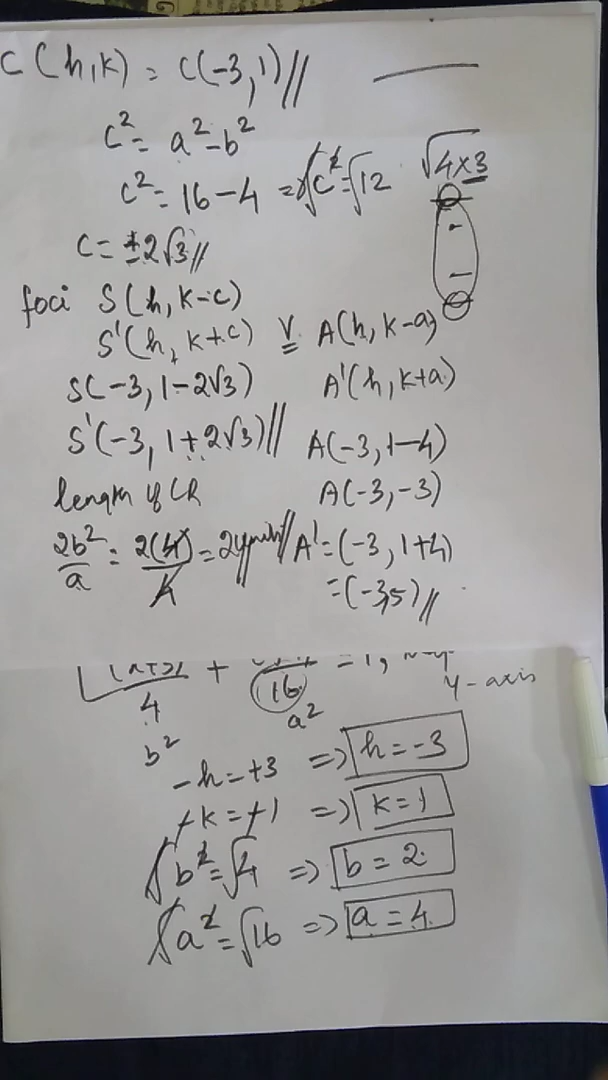 C(h,k) = C(-3,1)//
c² = a²-b²
c² = 16-4 => √c² = √12 √4×3
c = ±2√3//
foci S(h, k-c)
S'(h, k+c) V A(h, k-a)
S(-3, 1-2√3) A'(h, k+a)
S'(-3, 1+2√3)// A(-3, 1-4)
length of LR A(-3, -3)
2b²/a = 2(4)/4 = 2 units// A' = (-3, 1+4)
= (-3,5)//
/4 + /16 = 1,
y-axis
b² a²
-h = +3 => h = -3
+k = +1 => k = 1
√b² = √4 => b = 2
√a² = √16 => a = 4